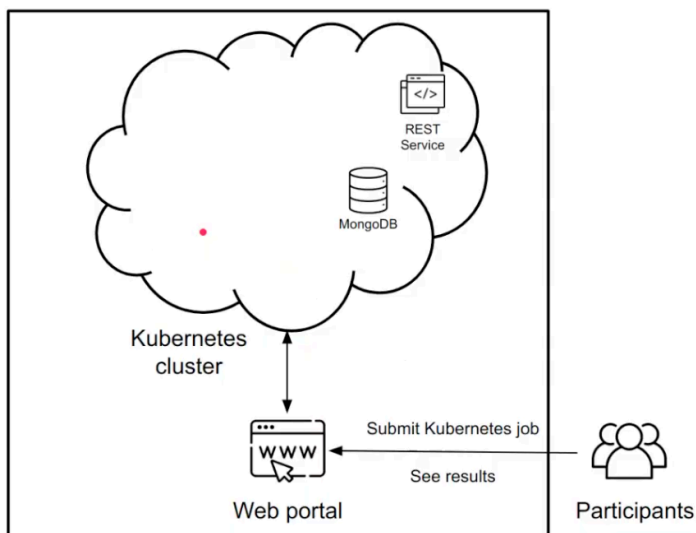 </>
REST
Service
MongoDB
Kubernetes
cluster
WWW
Submit Kubernetes job
See results
Web portal
Participants